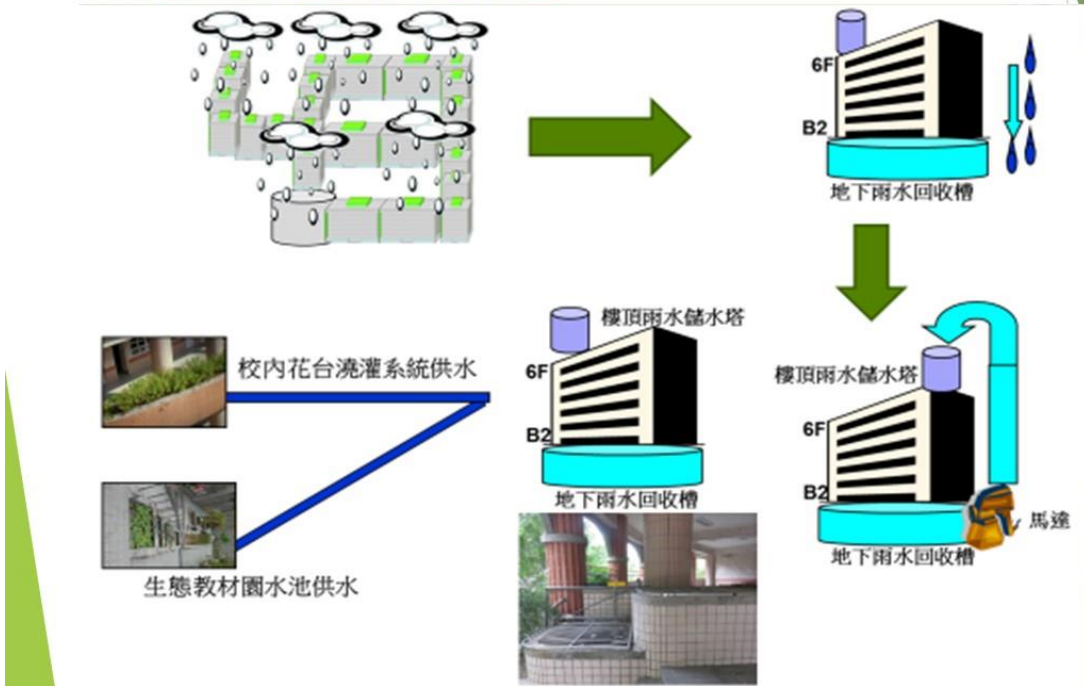 6F
B2
地下雨水回收槽
樓頂雨水儲水塔
6F
B2
地下雨水回收槽
馬達
樓頂雨水儲水塔
6F
B2
地下雨水回收槽
校內花台澆灌系統供水
生態教材園水池供水